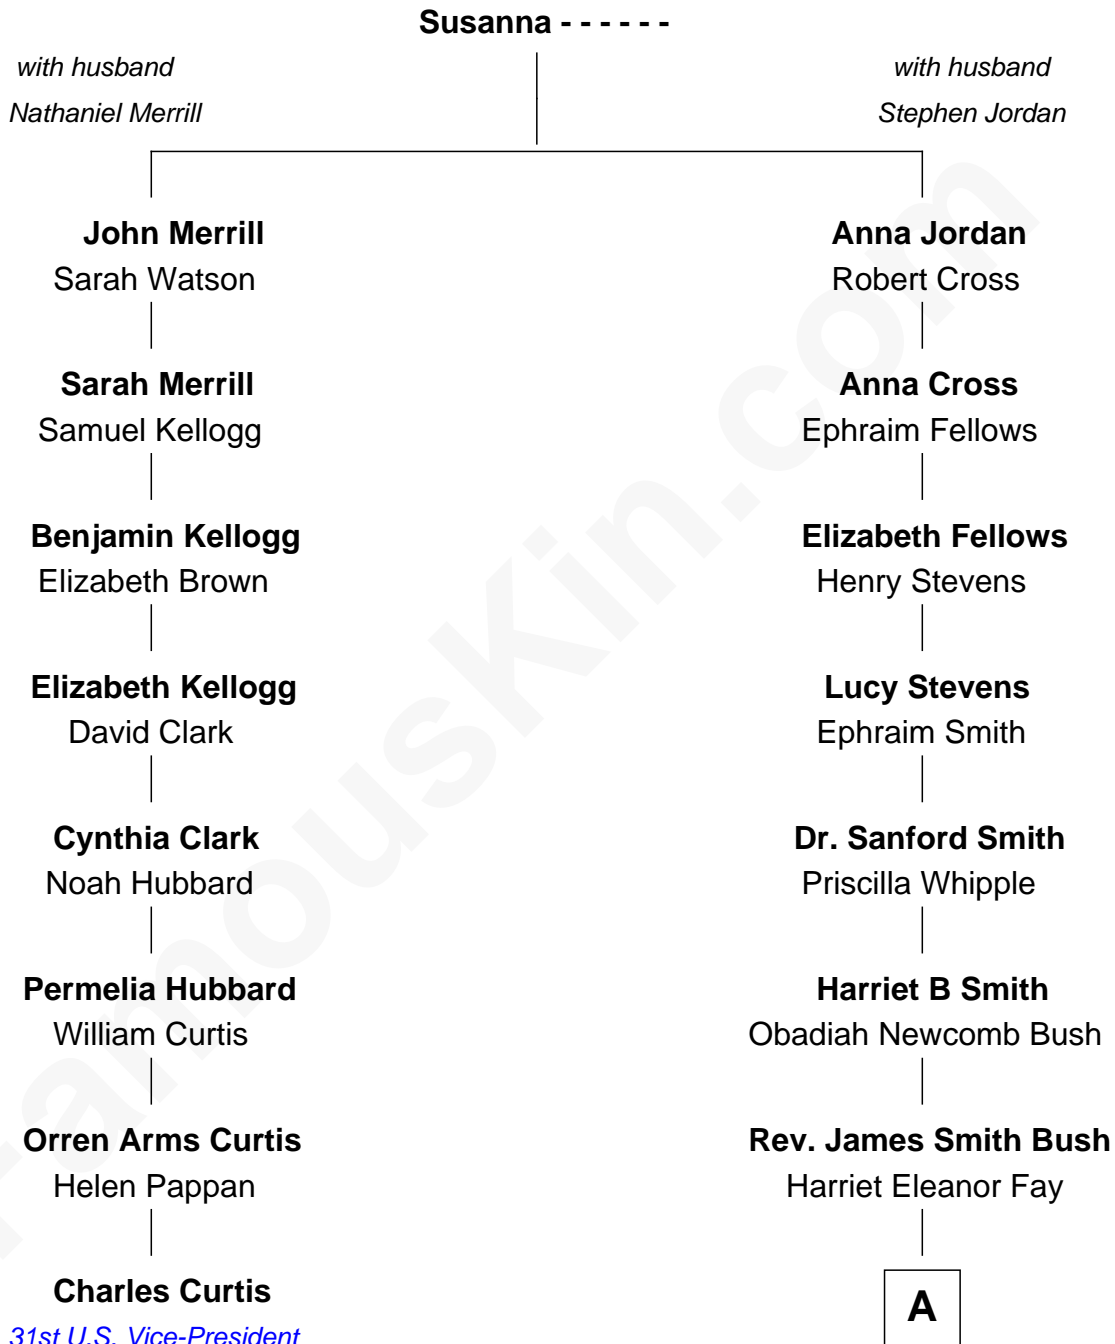 Susanna - - - - - -
with husband
Nathaniel Merrill
with husband
Stephen Jordan
John Merrill
Sarah Watson
Anna Jordan
Robert Cross
Sarah Merrill
Samuel Kellogg
Anna Cross
Ephraim Fellows
Benjamin Kellogg
Elizabeth Brown
Elizabeth Fellows
Henry Stevens
Elizabeth Kellogg
David Clark
Lucy Stevens
Ephraim Smith
Cynthia Clark
Noah Hubbard
Dr. Sanford Smith
Priscilla Whipple
Permelia Hubbard
William Curtis
Harriet B Smith
Obadiah Newcomb Bush
Orren Arms Curtis
Helen Pappan
Rev. James Smith Bush
Harriet Eleanor Fay
Charles Curtis
31st U.S. Vice-President
A
FamousKin.com